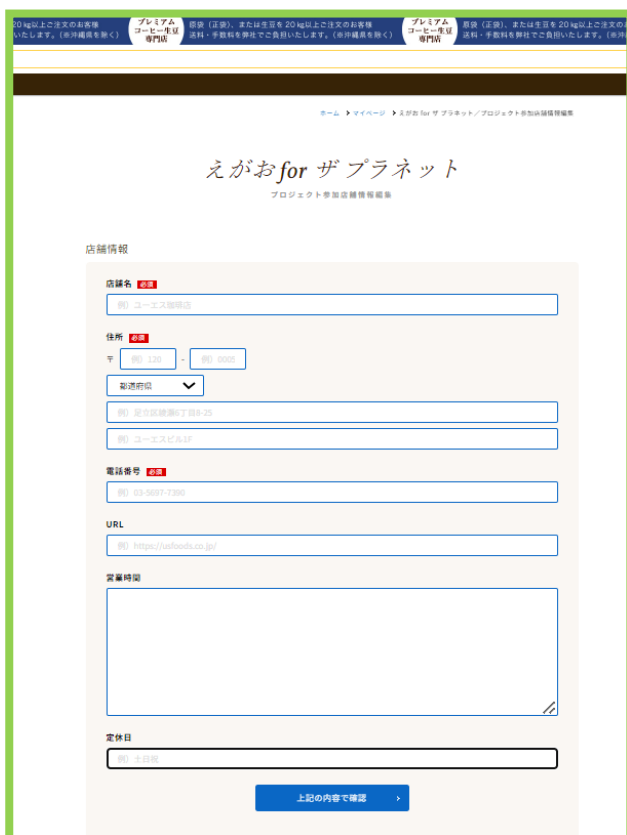 20kg以上ご注文のお客様 プレミアム コーヒー生豆 専門店 原袋（正袋）、または生豆を20kg以上ご注文のお客様 プレミアム コーヒー生豆 専門店 原袋（正袋）、または生豆を20kg以上ご注文の
いたします。（※沖縄県を除く） 送料・手数料を弊社でご負担いたします。（※沖縄県を除く） 送料・手数料を弊社でご負担いたします。
ホーム > マイページ > えがお for ザ プラネット／プロジェクト参加店舗情報編集
えがお for ザ プラネット
プロジェクト参加店舗情報編集
店舗情報
店舗名 必須
例）ユーエス珈琲店
住所 必須
〒 例）120 - 例）0005
都道府県
例）足立区綾瀬6丁目8-25
例）ユーエスビル1F
電話番号 必須
例）03-5697-7390
URL
例）https://usfoods.co.jp/
営業時間
定休日
例）土日祝
上記の内容で確認 >